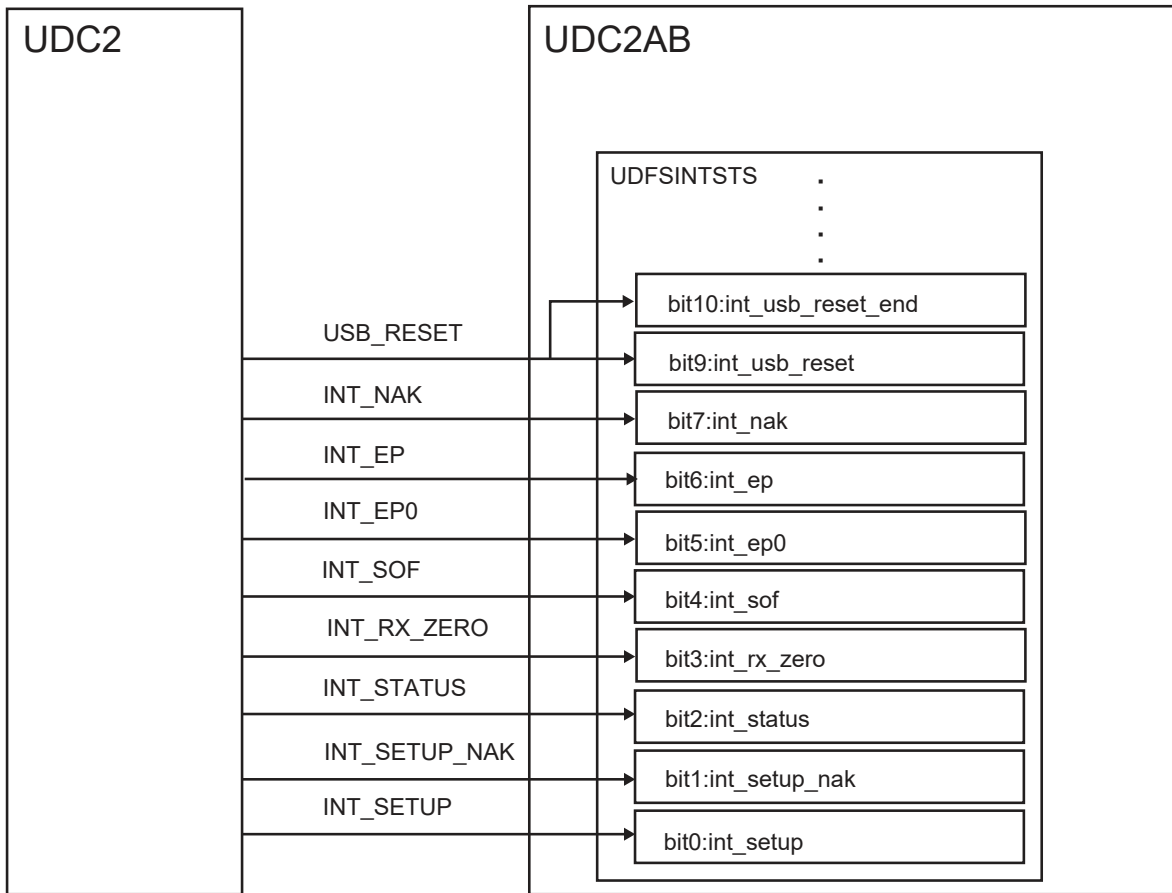 UDC2
UDC2AB
UDFSINTSTS
bit10:int_usb_reset_end
USB_RESET
bit9:int_usb_reset
INT_NAK
bit7:int_nak
INT_EP
bit6:int_ep
INT_EP0
bit5:int_ep0
INT_SOF
bit4:int_sof
INT_RX_ZERO
bit3:int_rx_zero
INT_STATUS
bit2:int_status
INT_SETUP_NAK
bit1:int_setup_nak
INT_SETUP
bit0:int_setup